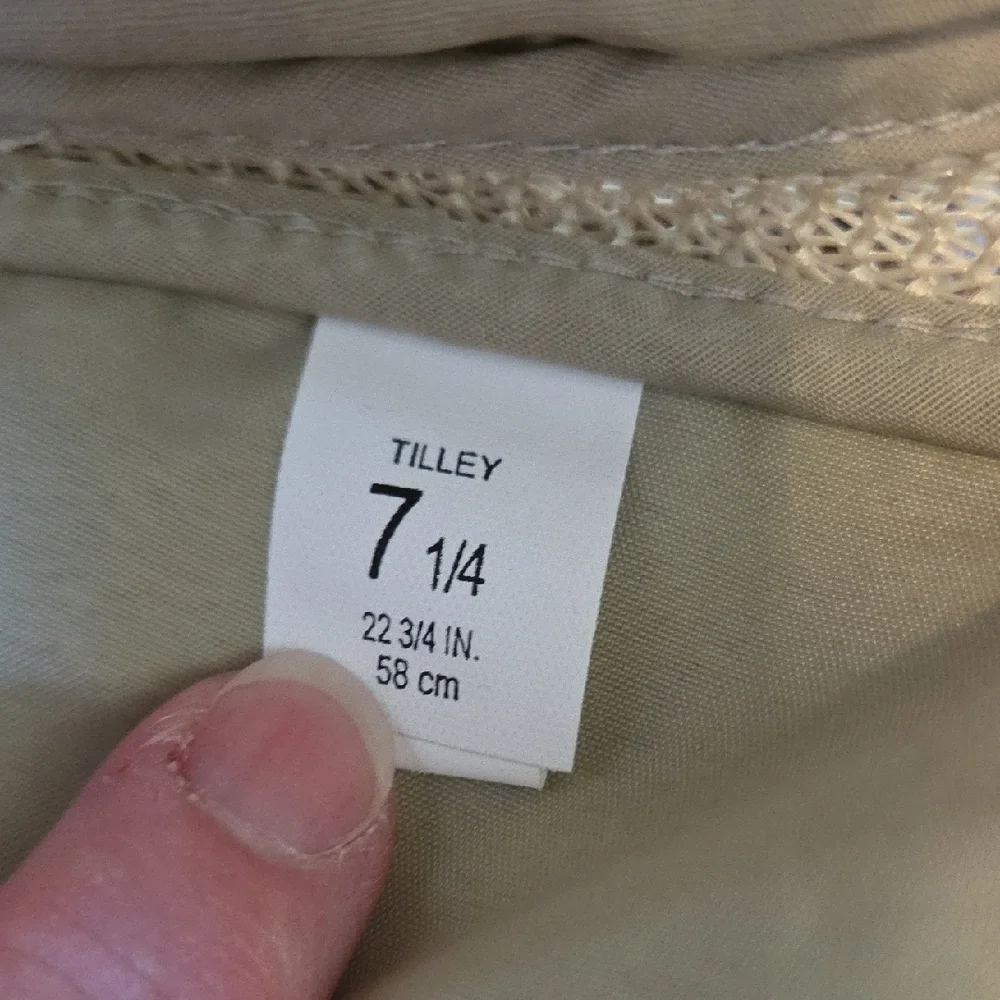 TILLEY
7 1/4
22 3/4 IN.
58 cm